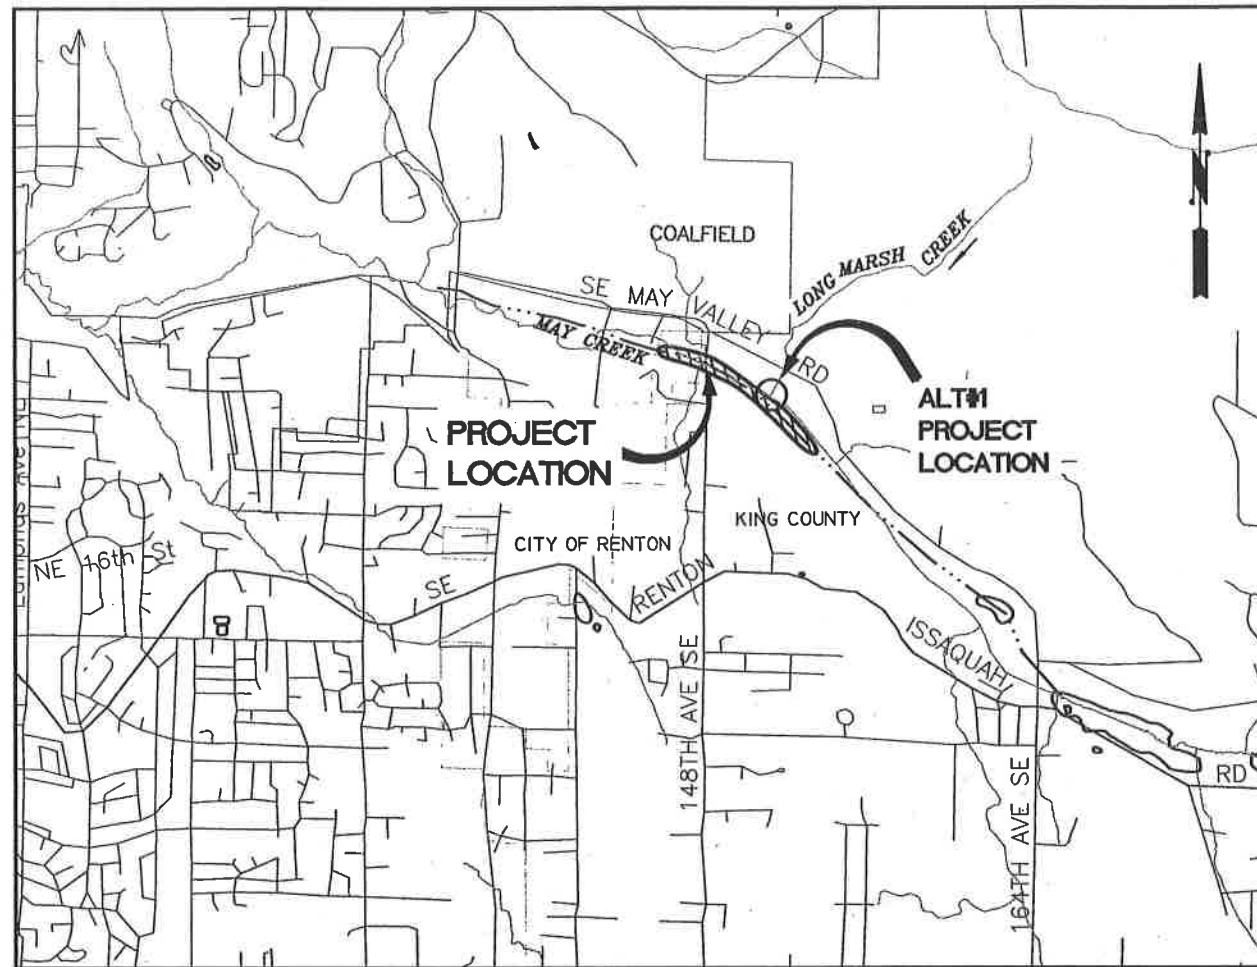 N
COALFIELD
LONG MARSH CREEK
SE MAY VALLEY RD
MAY CREEK
ALT#1
PROJECT
LOCATION
PROJECT
LOCATION
KING COUNTY
CITY OF RENTON
NE 16th St
SE RENTON ISSAQUAH RD
148TH AVE SE
164TH AVE SE